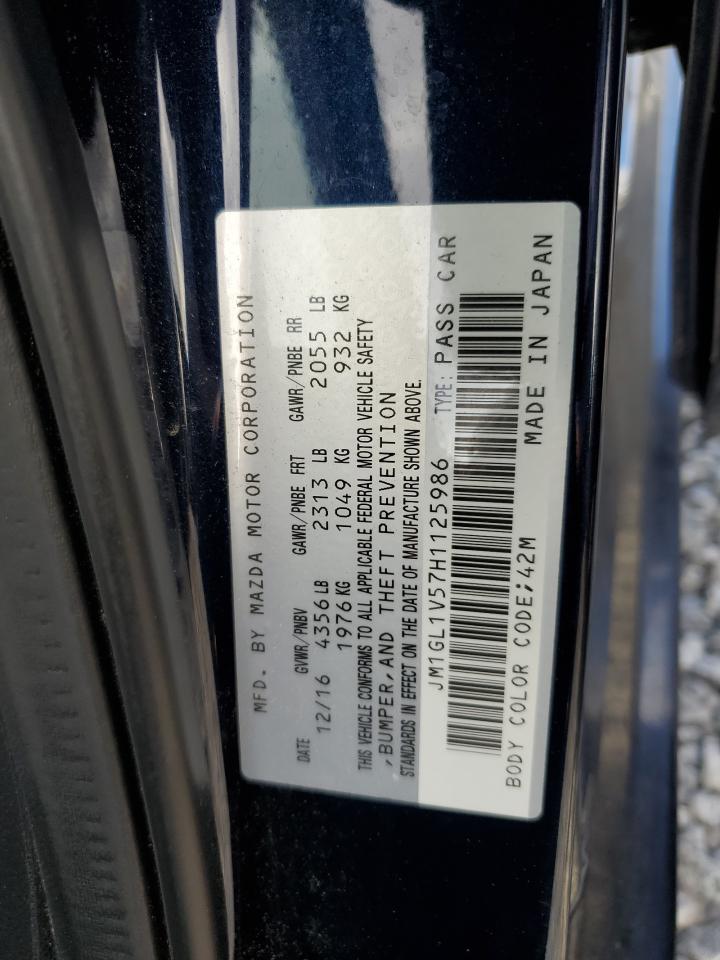 MFD. BY MAZDA MOTOR CORPORATION
DATE GVWR/PNBV GAWR/PNBE FRT GAWR/PNBE RR
12/16 4356 LB 2313 LB 2055 LB
1976 KG 1049 KG 932 KG
THIS VEHICLE CONFORMS TO ALL APPLICABLE FEDERAL MOTOR VEHICLE SAFETY
,BUMPER,AND THEFT PREVENTION
STANDARDS IN EFFECT ON THE DATE OF MANUFACTURE SHOWN ABOVE.
JM1GL1V57H1125986 TYPE: PASS CAR
BODY COLOR CODE;42M MADE IN JAPAN